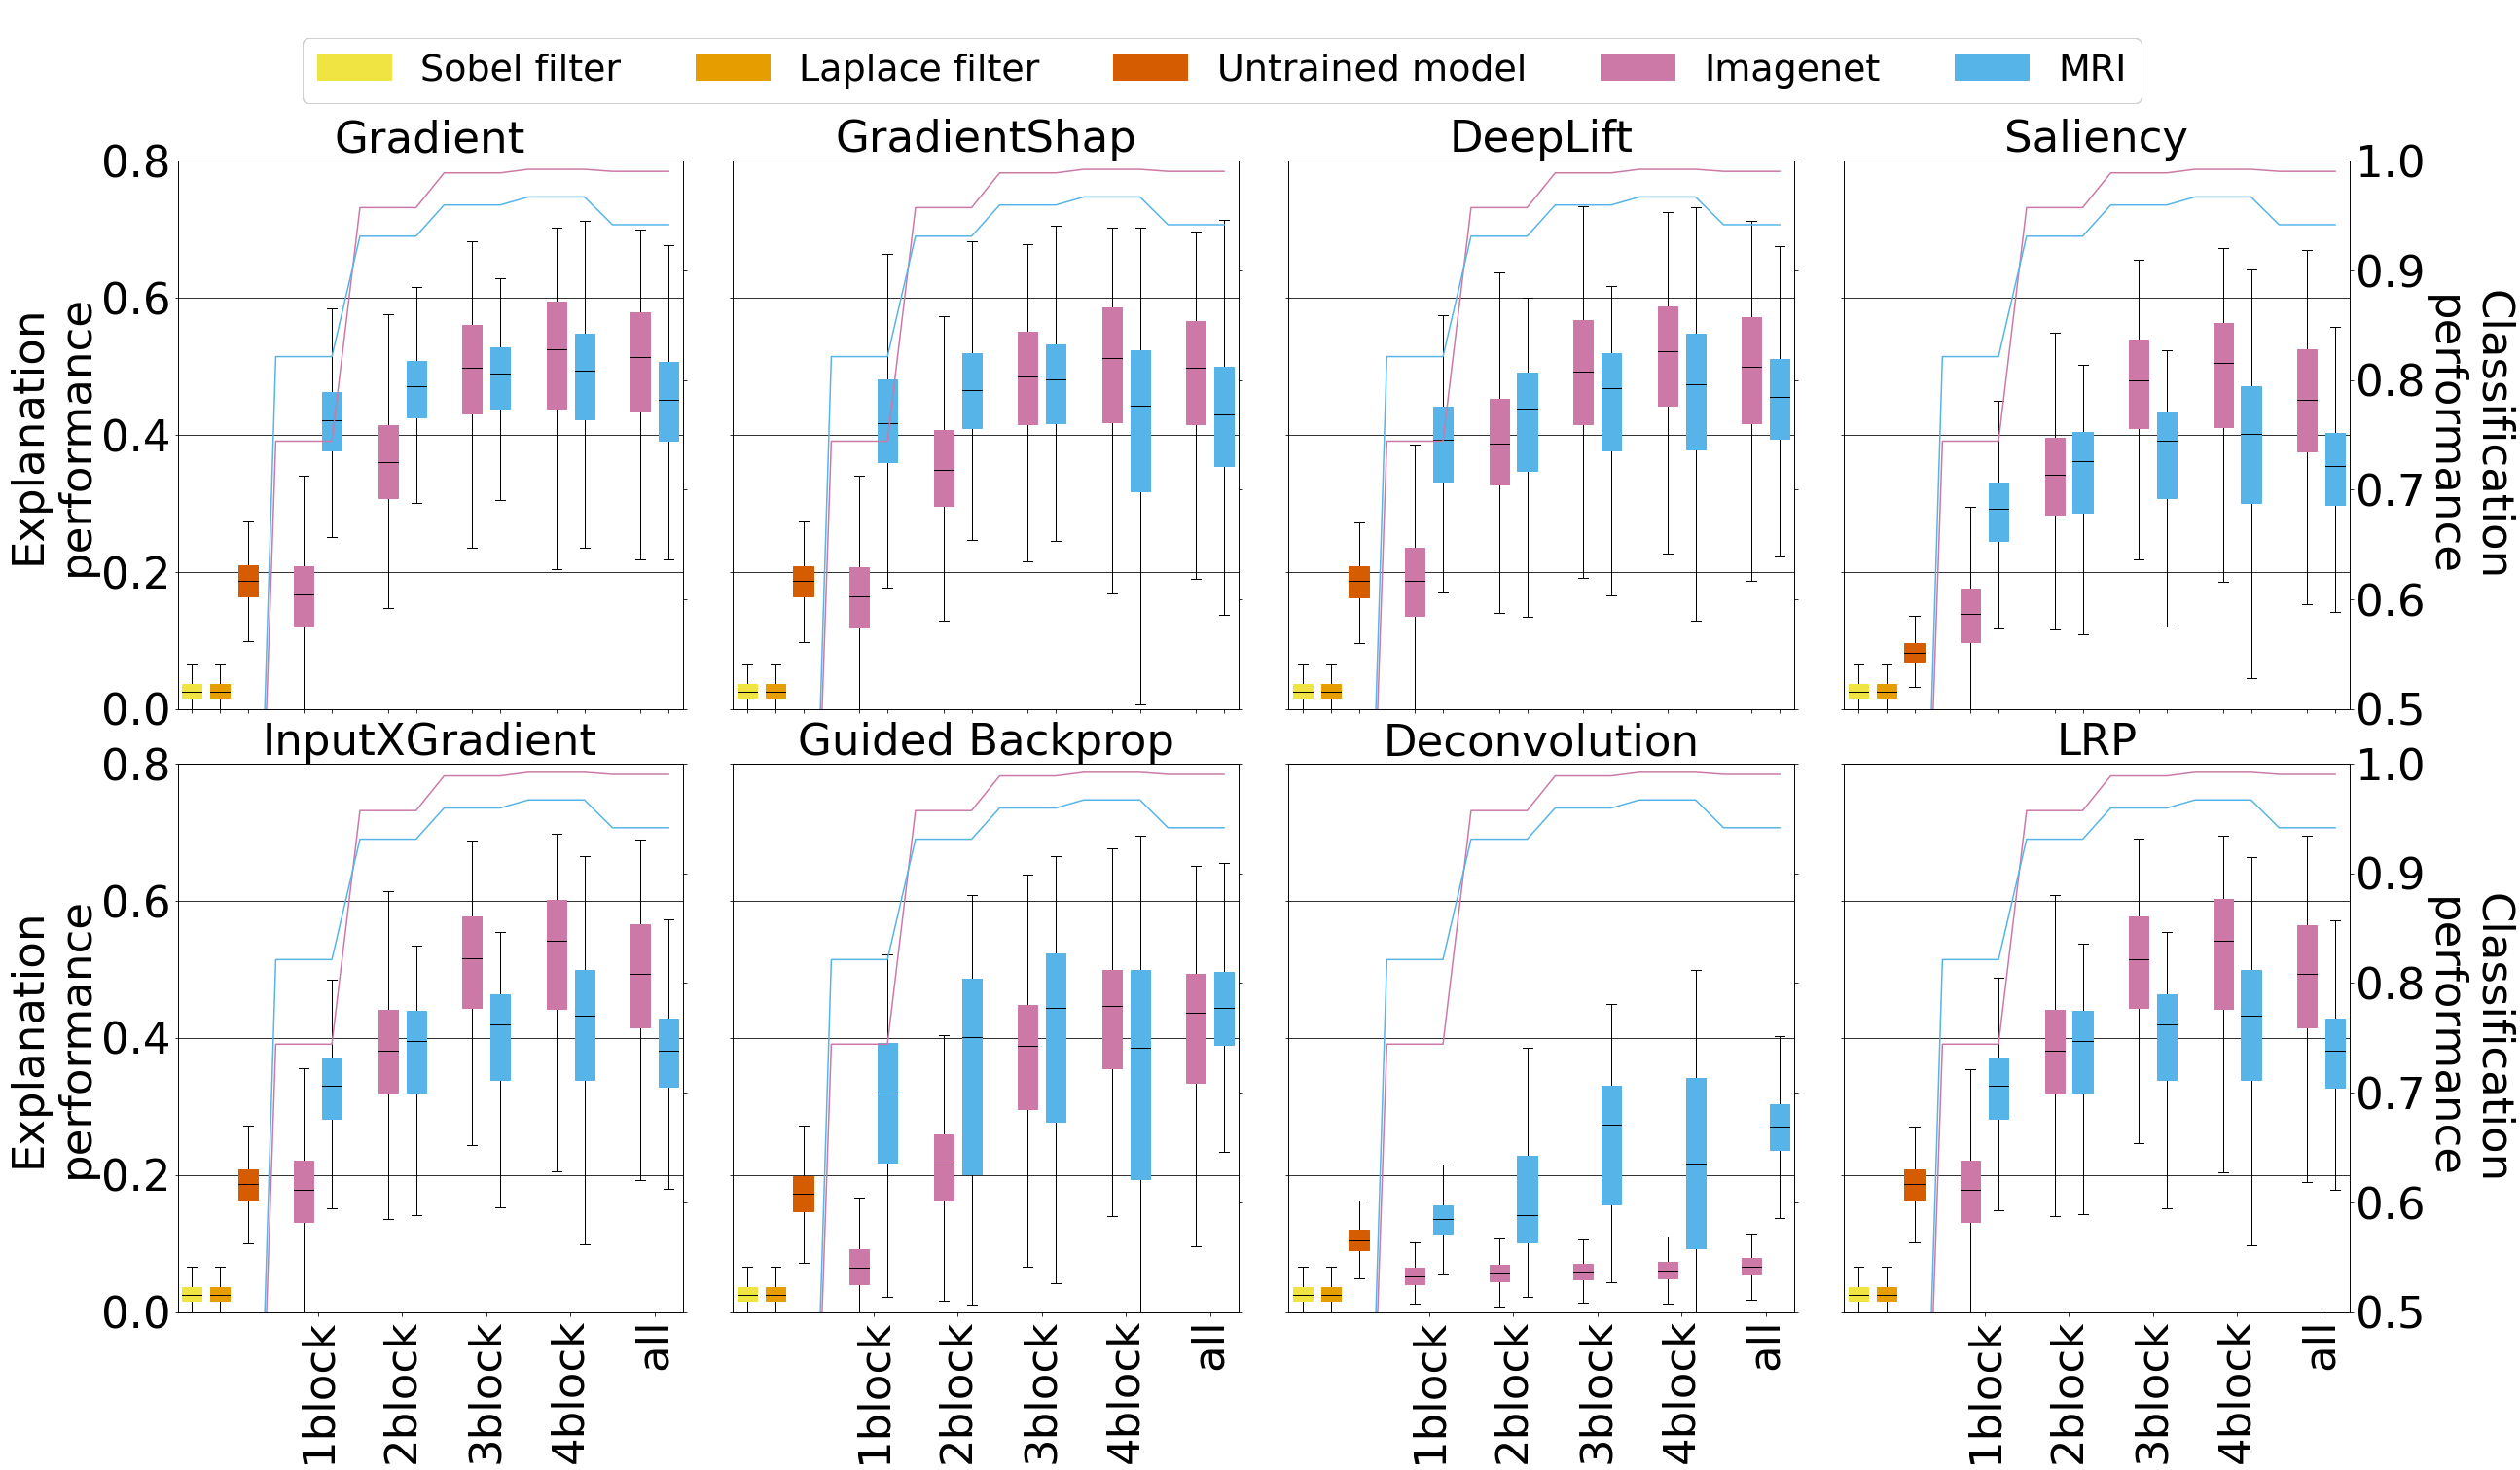 Sobel filter Laplace filter Untrained model Imagenet MRI
Gradient GradientShap DeepLift Saliency
Explanation
performance
0.8
0.6
0.4
0.2
0.0
1.0
0.9
0.8
0.7
0.6
0.5
Classification
performance
InputXGradient Guided Backprop Deconvolution LRP
Explanation
performance
0.8
0.6
0.4
0.2
0.0
1.0
0.9
0.8
0.7
0.6
0.5
Classification
performance
1block 2block 3block 4block all 1block 2block 3block 4block all 1block 2block 3block 4block all 1block 2block 3block 4block all